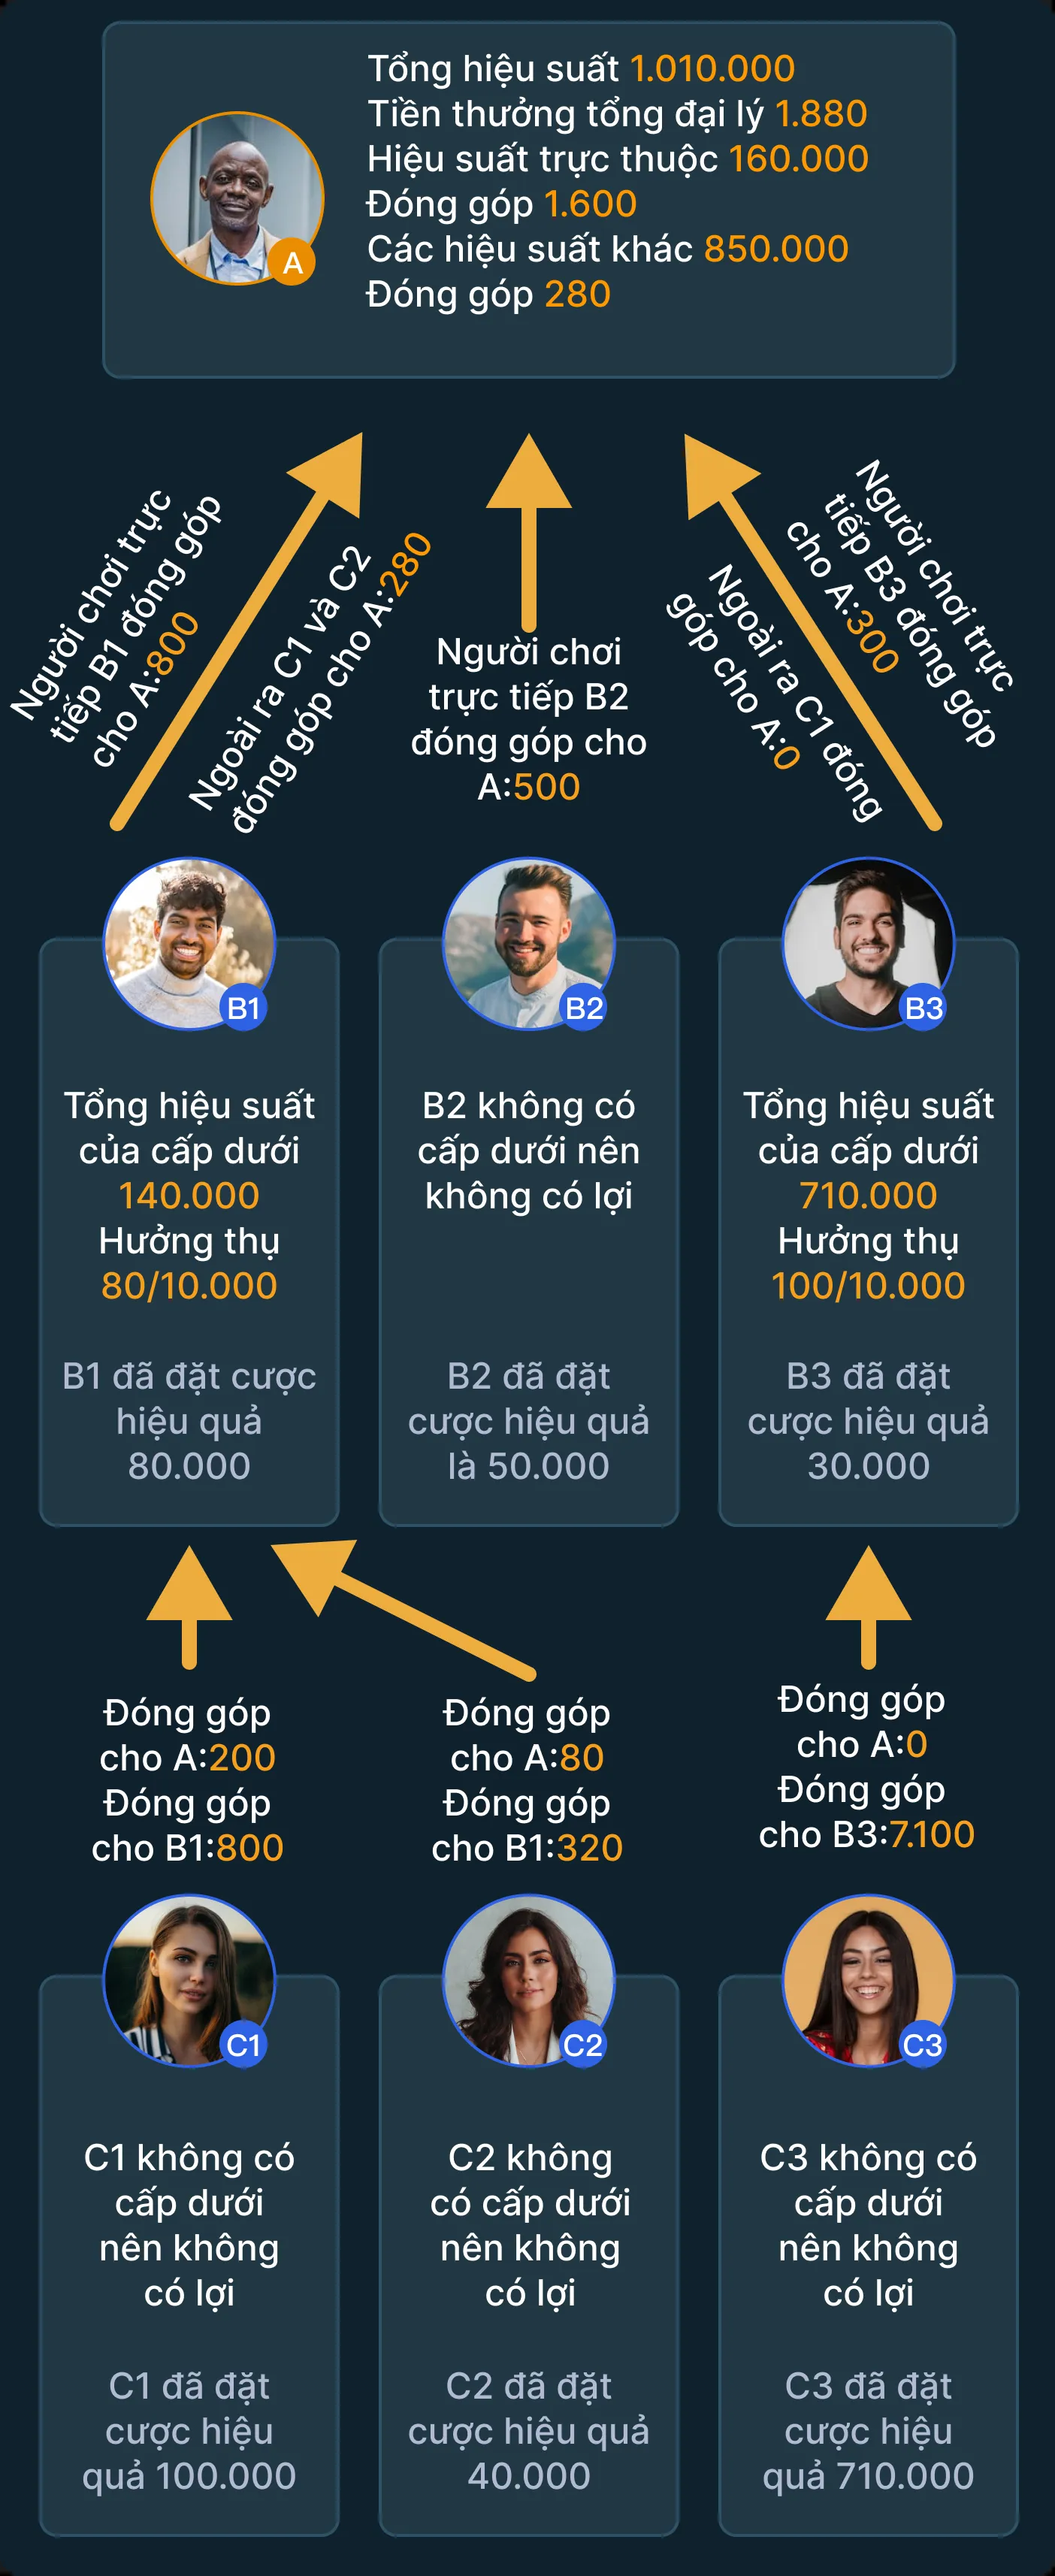 Tổng hiệu suất 1.010.000
Tiền thưởng tổng đại lý 1.880
Hiệu suất trực thuộc 160.000
Đóng góp 1.600
Các hiệu suất khác 850.000
Đóng góp 280
A
Người chơi trực
tiếp B1 đóng góp
cho A:800
Ngoài ra C1 và C2
đóng góp cho A:280
Người chơi
trực tiếp B2
đóng góp cho
A:500
Ngoài ra C1 đóng
góp cho A:0
Người chơi trực
tiếp B3 đóng góp
cho A:300
B1
Tổng hiệu suất
của cấp dưới
140.000
Hưởng thụ
80/10.000
B1 đã đặt cược
hiệu quả
80.000
B2
B2 không có
cấp dưới nên
không có lợi
B2 đã đặt
cược hiệu quả
là 50.000
B3
Tổng hiệu suất
của cấp dưới
710.000
Hưởng thụ
100/10.000
B3 đã đặt
cược hiệu quả
30.000
Đóng góp
cho A:200
Đóng góp
cho B1:800
Đóng góp
cho A:80
Đóng góp
cho B1:320
Đóng góp
cho A:0
Đóng góp
cho B3:7.100
C1
C1 không có
cấp dưới
nên không
có lợi
C1 đã đặt
cược hiệu
quả 100.000
C2
C2 không
có cấp dưới
nên không
có lợi
C2 đã đặt
cược hiệu quả
40.000
C3
C3 không có
cấp dưới
nên không
có lợi
C3 đã đặt
cược hiệu
quả 710.000